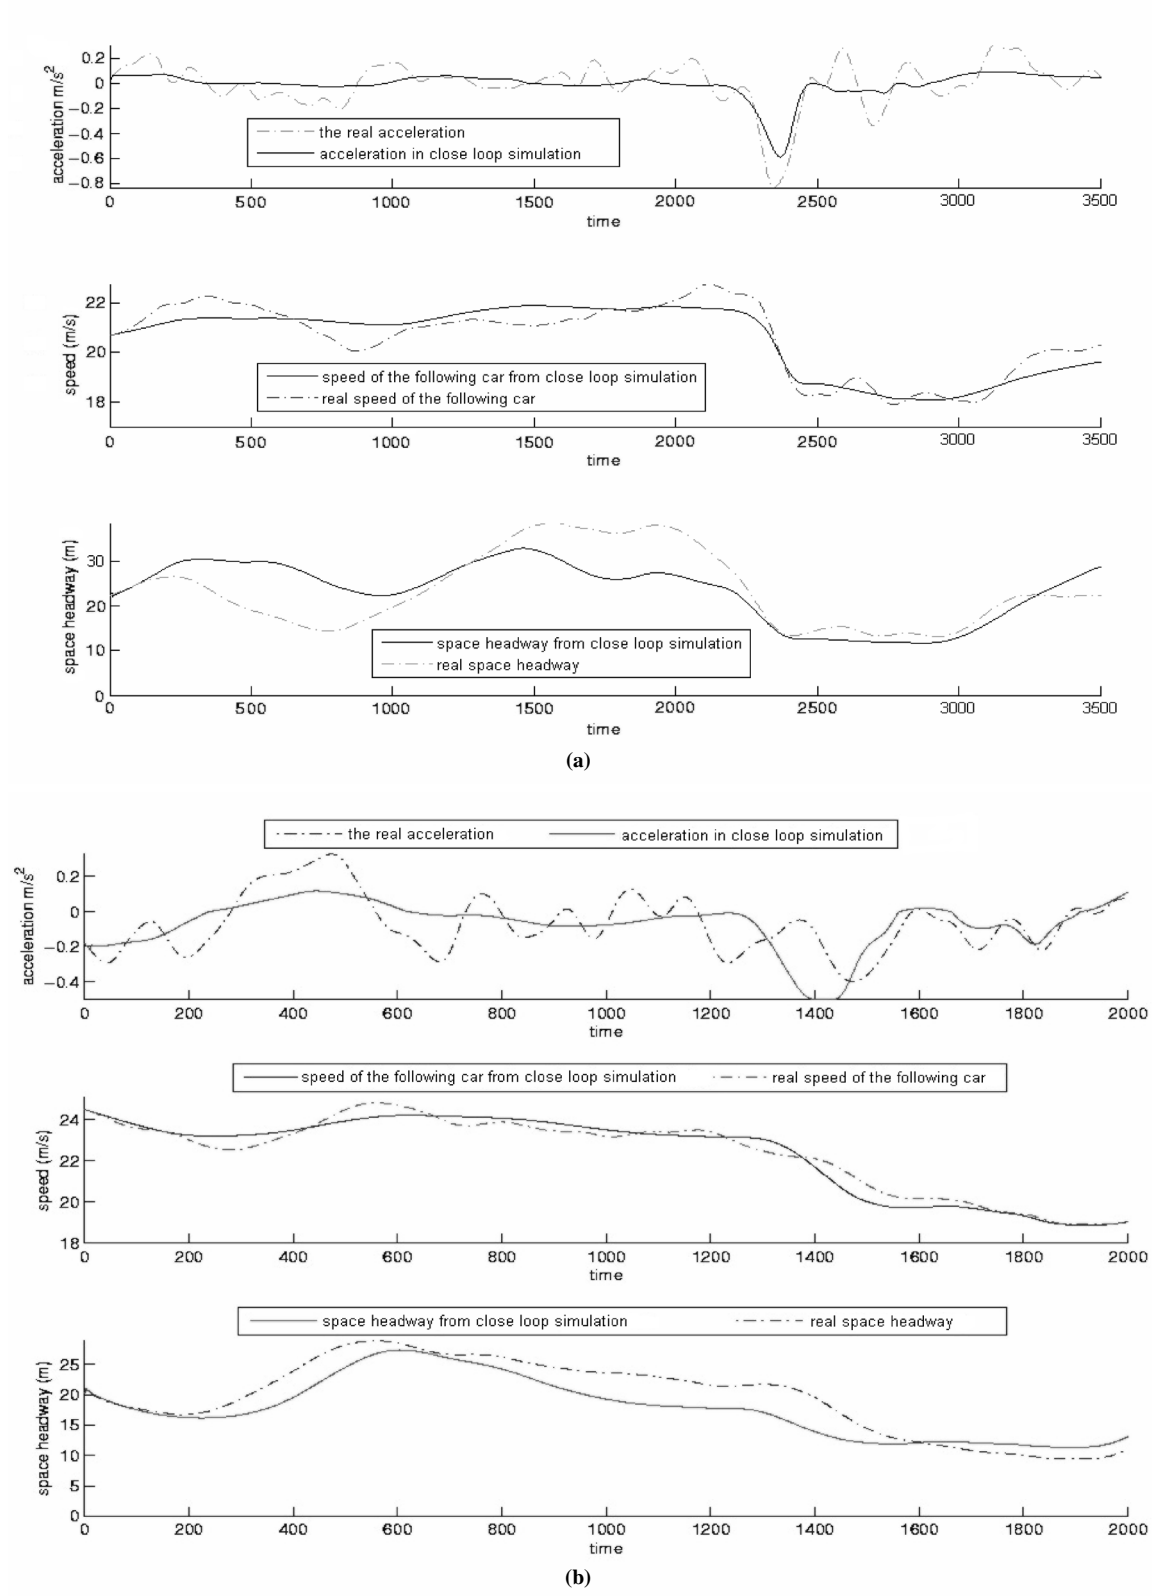 acceleration m/s²
0.2
0
−0.2
−0.4
−0.6
−0.8
the real accleration
acceleration in close loop simulation
0 500 1000 1500 2000 2500 3000 3500
time
speed (m/s)
22
20
18
speed of the following car from close loop simulation
real speed of the following car
0 500 1000 1500 2000 2500 3000 3500
time
space headway (m)
30
20
10
0
space headway from close loop simulation
real space headway
0 500 1000 1500 2000 2500 3000 3500
time
(a)
the real acceleration acceleration in close loop simulation
acceleration m/s²
0.2
0
−0.2
−0.4
0 200 400 600 800 1000 1200 1400 1600 1800 2000
time
speed of the following car from close loop simulation real speed of the following car
speed (m/s)
24
22
20
18
0 200 400 600 800 1000 1200 1400 1600 1800 2000
time
space headway from close loop simulation real space headway
space headway (m)
25
20
15
10
5
0
0 200 400 600 800 1000 1200 1400 1600 1800 2000
time
(b)